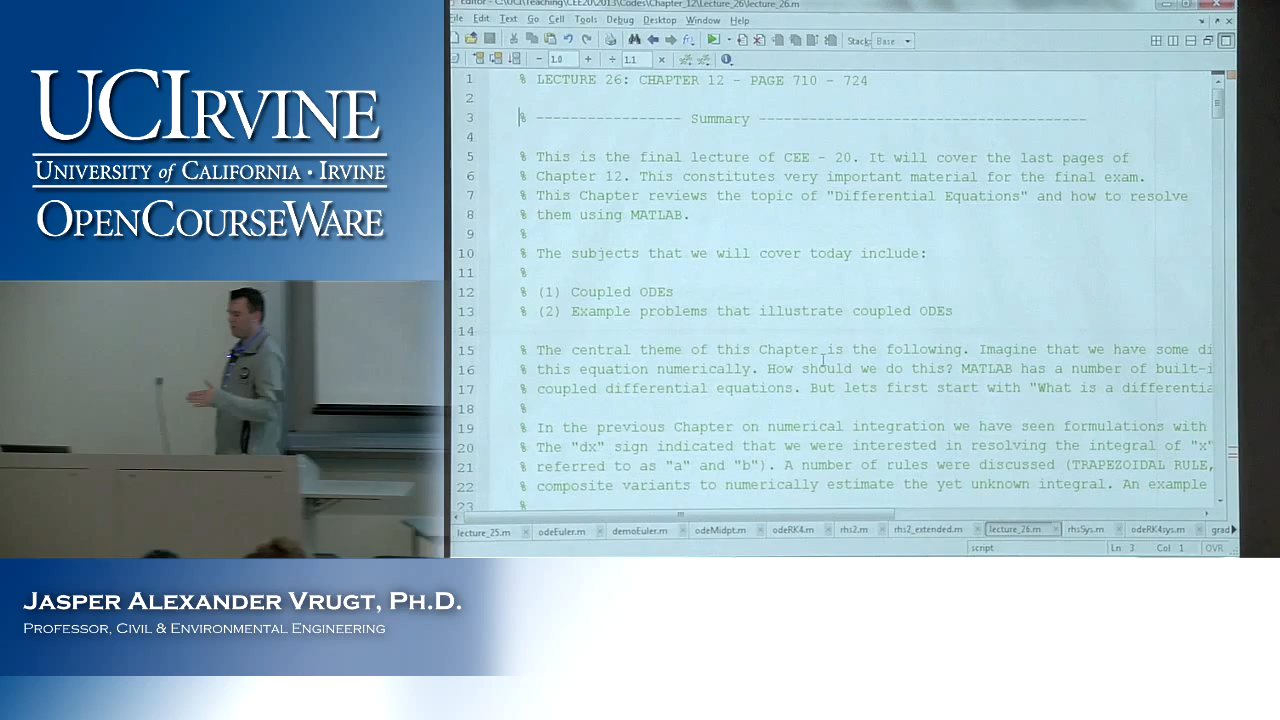 UCIRVINE
UNIVERSITY of CALIFORNIA · IRVINE
OPENCOURSEWARE
JASPER ALEXANDER VRUGT, PH.D.
PROFESSOR, CIVIL & ENVIRONMENTAL ENGINEERING
Editor - C:\UCI\Teaching\CEE20\2013\Codes\Chapter_12\Lecture_26\lecture_26.m
File Edit Text Go Cell Tools Debug Desktop Window Help
Stack: Base
1.0 1.1
1 % LECTURE 26: CHAPTER 12 - PAGE 710 - 724
2
3 % ----------------- Summary --------------------------------------
4
5 % This is the final lecture of CEE - 20. It will cover the last pages of
6 % Chapter 12. This constitutes very important material for the final exam.
7 % This Chapter reviews the topic of "Differential Equations" and how to resolve
8 % them using MATLAB.
9 %
10 % The subjects that we will cover today include:
11 %
12 % (1) Coupled ODEs
13 % (2) Example problems that illustrate coupled ODEs
14
15 % The central theme of this Chapter is the following. Imagine that we have some di
16 % this equation numerically. How should we do this? MATLAB has a number of built-i
17 % coupled differential equations. But lets first start with "What is a differentia
18 %
19 % In the previous Chapter on numerical integration we have seen formulations with
20 % The "dx" sign indicated that we were interested in resolving the integral of "x"
21 % referred to as "a" and "b"). A number of rules were discussed (TRAPEZOIDAL RULE,
22 % composite variants to numerically estimate the yet unknown integral. An example
23 %
lecture_25.m odeEuler.m demoEuler.m odeMidpt.m odeRK4.m rhs2.m rhs2_extended.m lecture_26.m rhsSys.m odeRK4sys.m grad
script Ln 3 Col 1 OVR